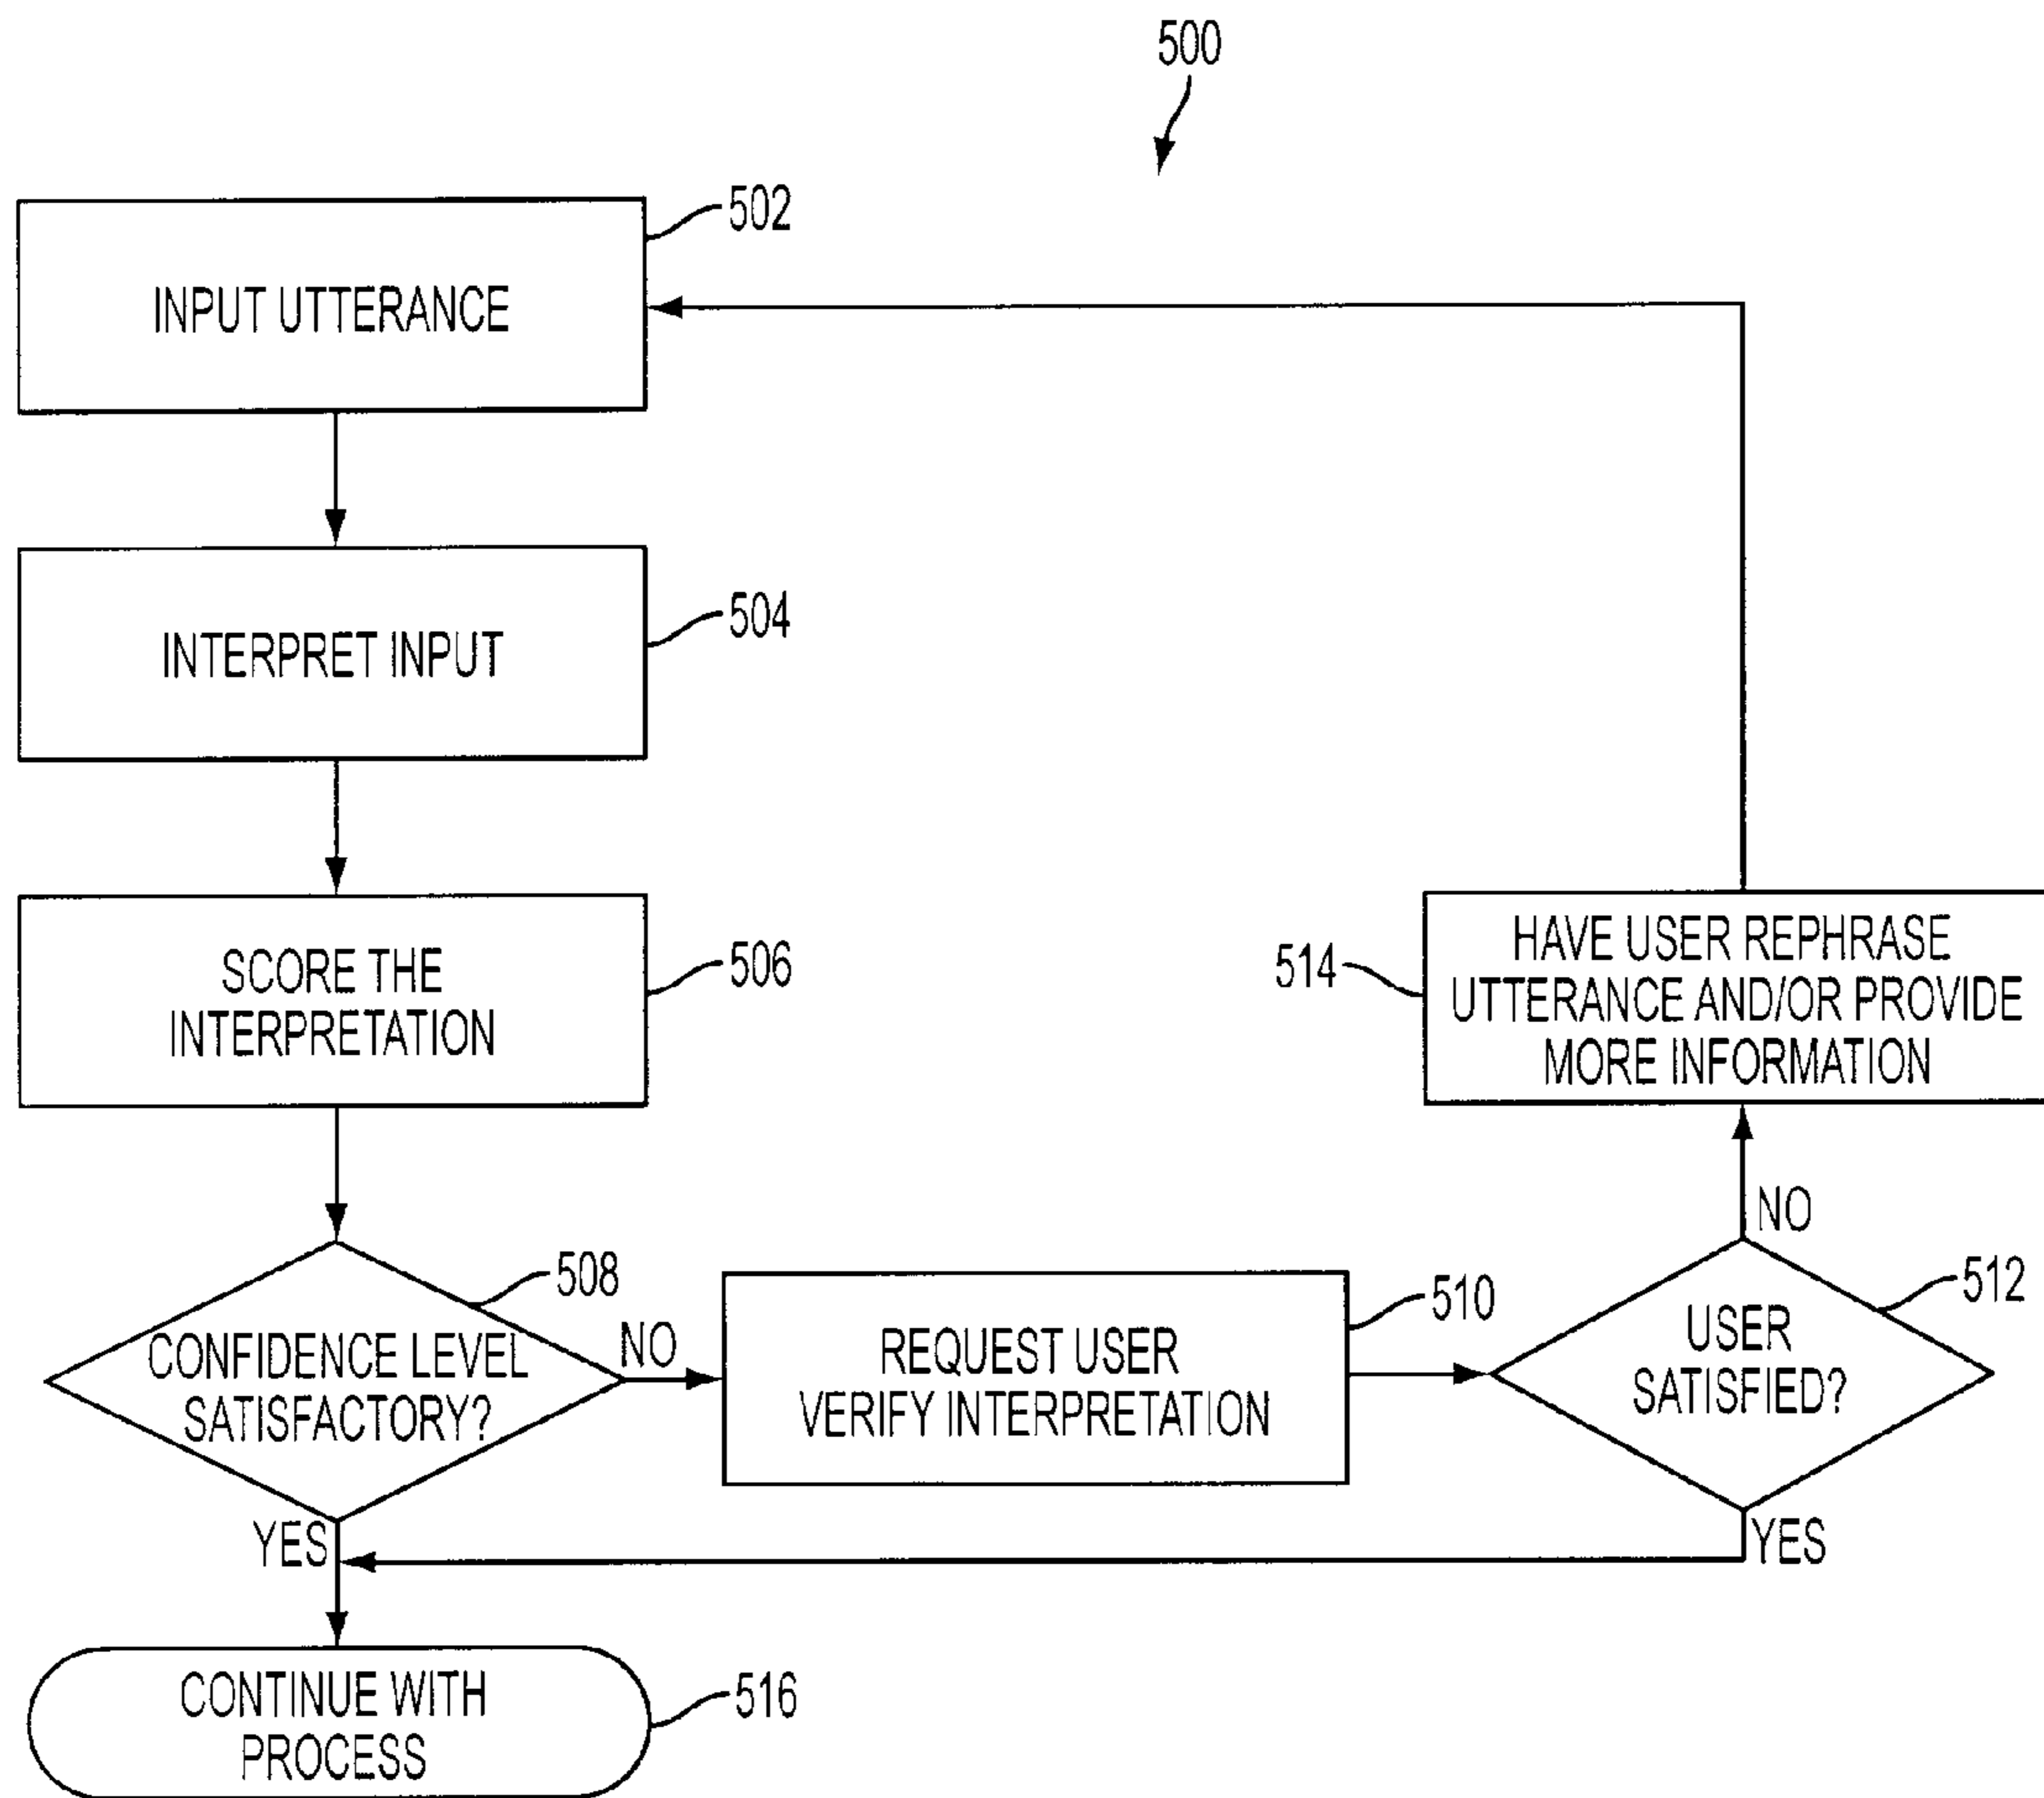 500
502
INPUT UTTERANCE
504
INTERPRET INPUT
506
SCORE THE
INTERPRETATION
514
HAVE USER REPHRASE
UTTERANCE AND/OR PROVIDE
MORE INFORMATION
508
CONFIDENCE LEVEL
SATISFACTORY?
NO
510
REQUEST USER
VERIFY INTERPRETATION
NO
512
USER
SATISFIED?
YES
YES
CONTINUE WITH
PROCESS
516